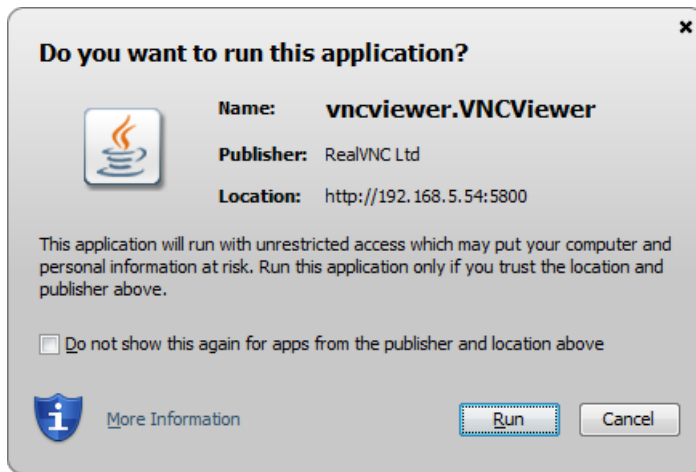 Do you want to run this application?
Name: vncviewer.VNCViewer
Publisher: RealVNC Ltd
Location: http://192.168.5.54:5800
This application will run with unrestricted access which may put your computer and
personal information at risk. Run this application only if you trust the location and
publisher above.
Do not show this again for apps from the publisher and location above
More Information
Run
Cancel